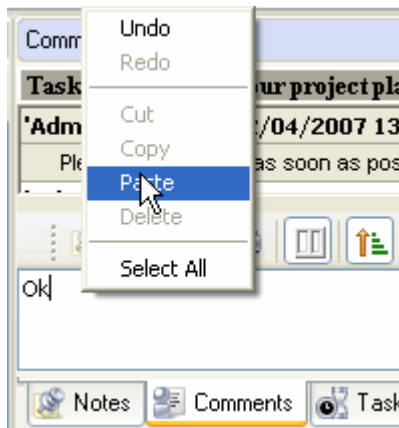 Comm
Undo
Redo
Task
our project pla
Cut
'Adm
2/04/2007 13
Copy
Ple
as soon as pos
Paste
Delete
Select All
Ok
Notes
Comments
Task